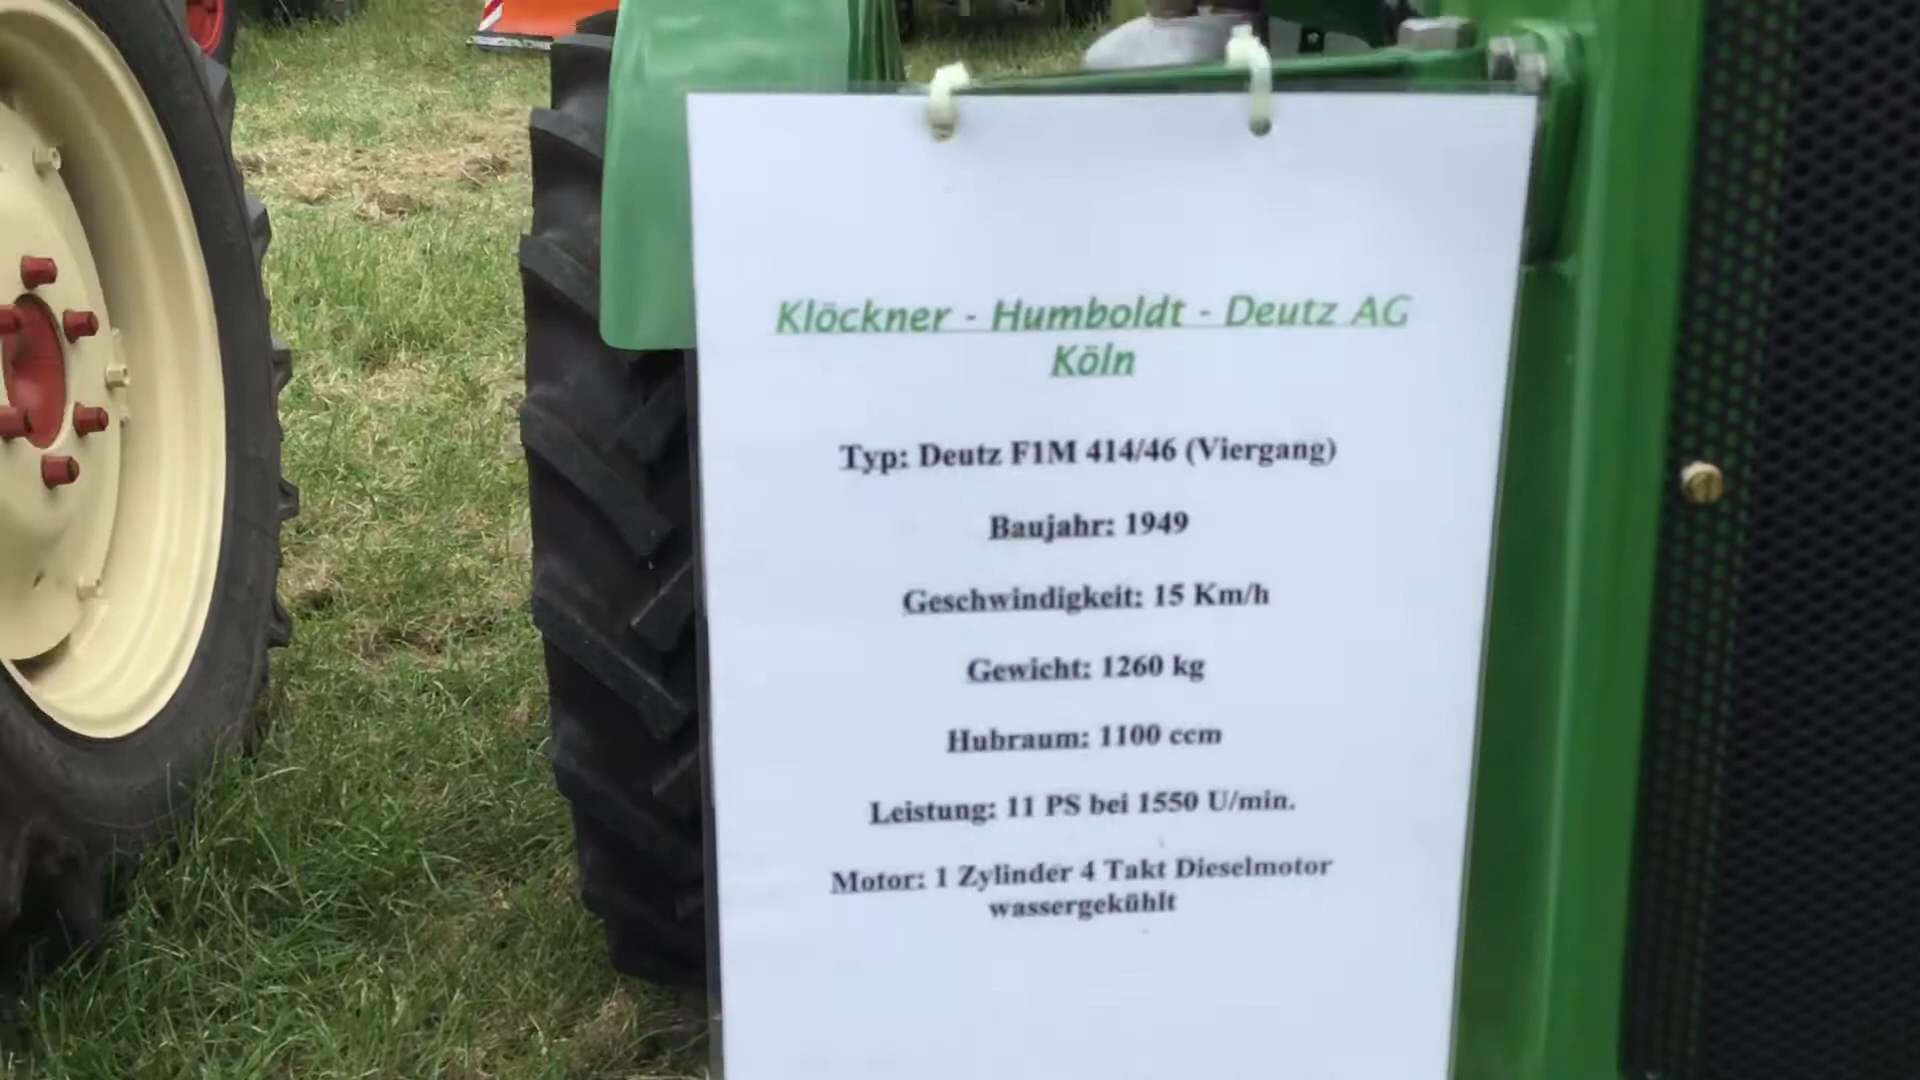 Klöckner - Humboldt - Deutz AG
Köln
Typ: Deutz F1M 414/46 (Viergang)
Baujahr: 1949
Geschwindigkeit: 15 Km/h
Gewicht: 1260 kg
Hubraum: 1100 ccm
Leistung: 11 PS bei 1550 U/min.
Motor: 1 Zylinder 4 Takt Dieselmotor
wassergekühlt